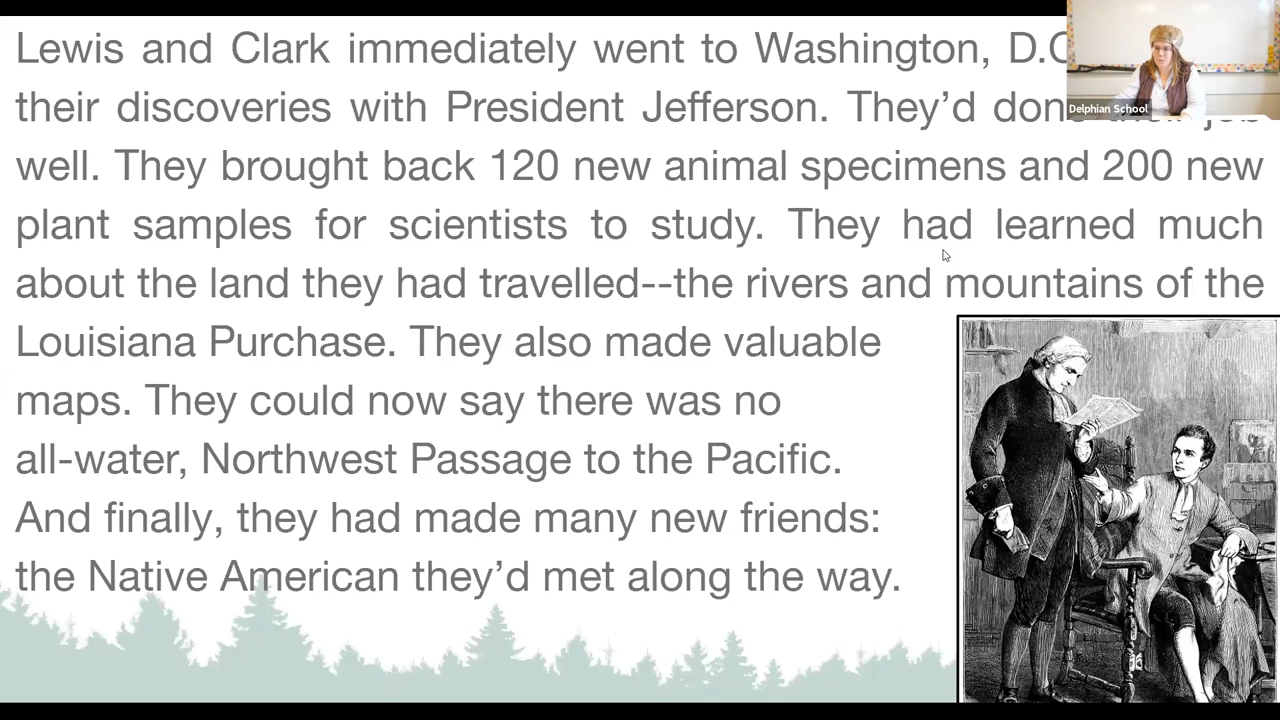 Lewis and Clark immediately went to Washington, D.C
their discoveries with President Jefferson. They'd done their job
well. They brought back 120 new animal specimens and 200 new
plant samples for scientists to study. They had learned much
about the land they had travelled--the rivers and mountains of the
Louisiana Purchase. They also made valuable
maps. They could now say there was no
all-water, Northwest Passage to the Pacific.
And finally, they had made many new friends:
the Native American they'd met along the way.
Delphian School